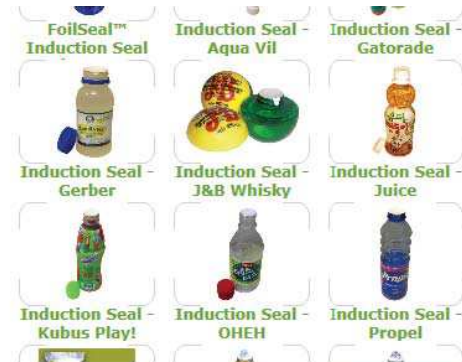 FoilSeal™
Induction Seal
Induction Seal -
Aqua Vil
Induction Seal -
Gatorade
Induction Seal -
Gerber
Induction Seal -
J&B Whisky
Induction Seal -
Juice
Induction Seal -
Kubus Play!
Induction Seal -
OHEH
Induction Seal -
Propel